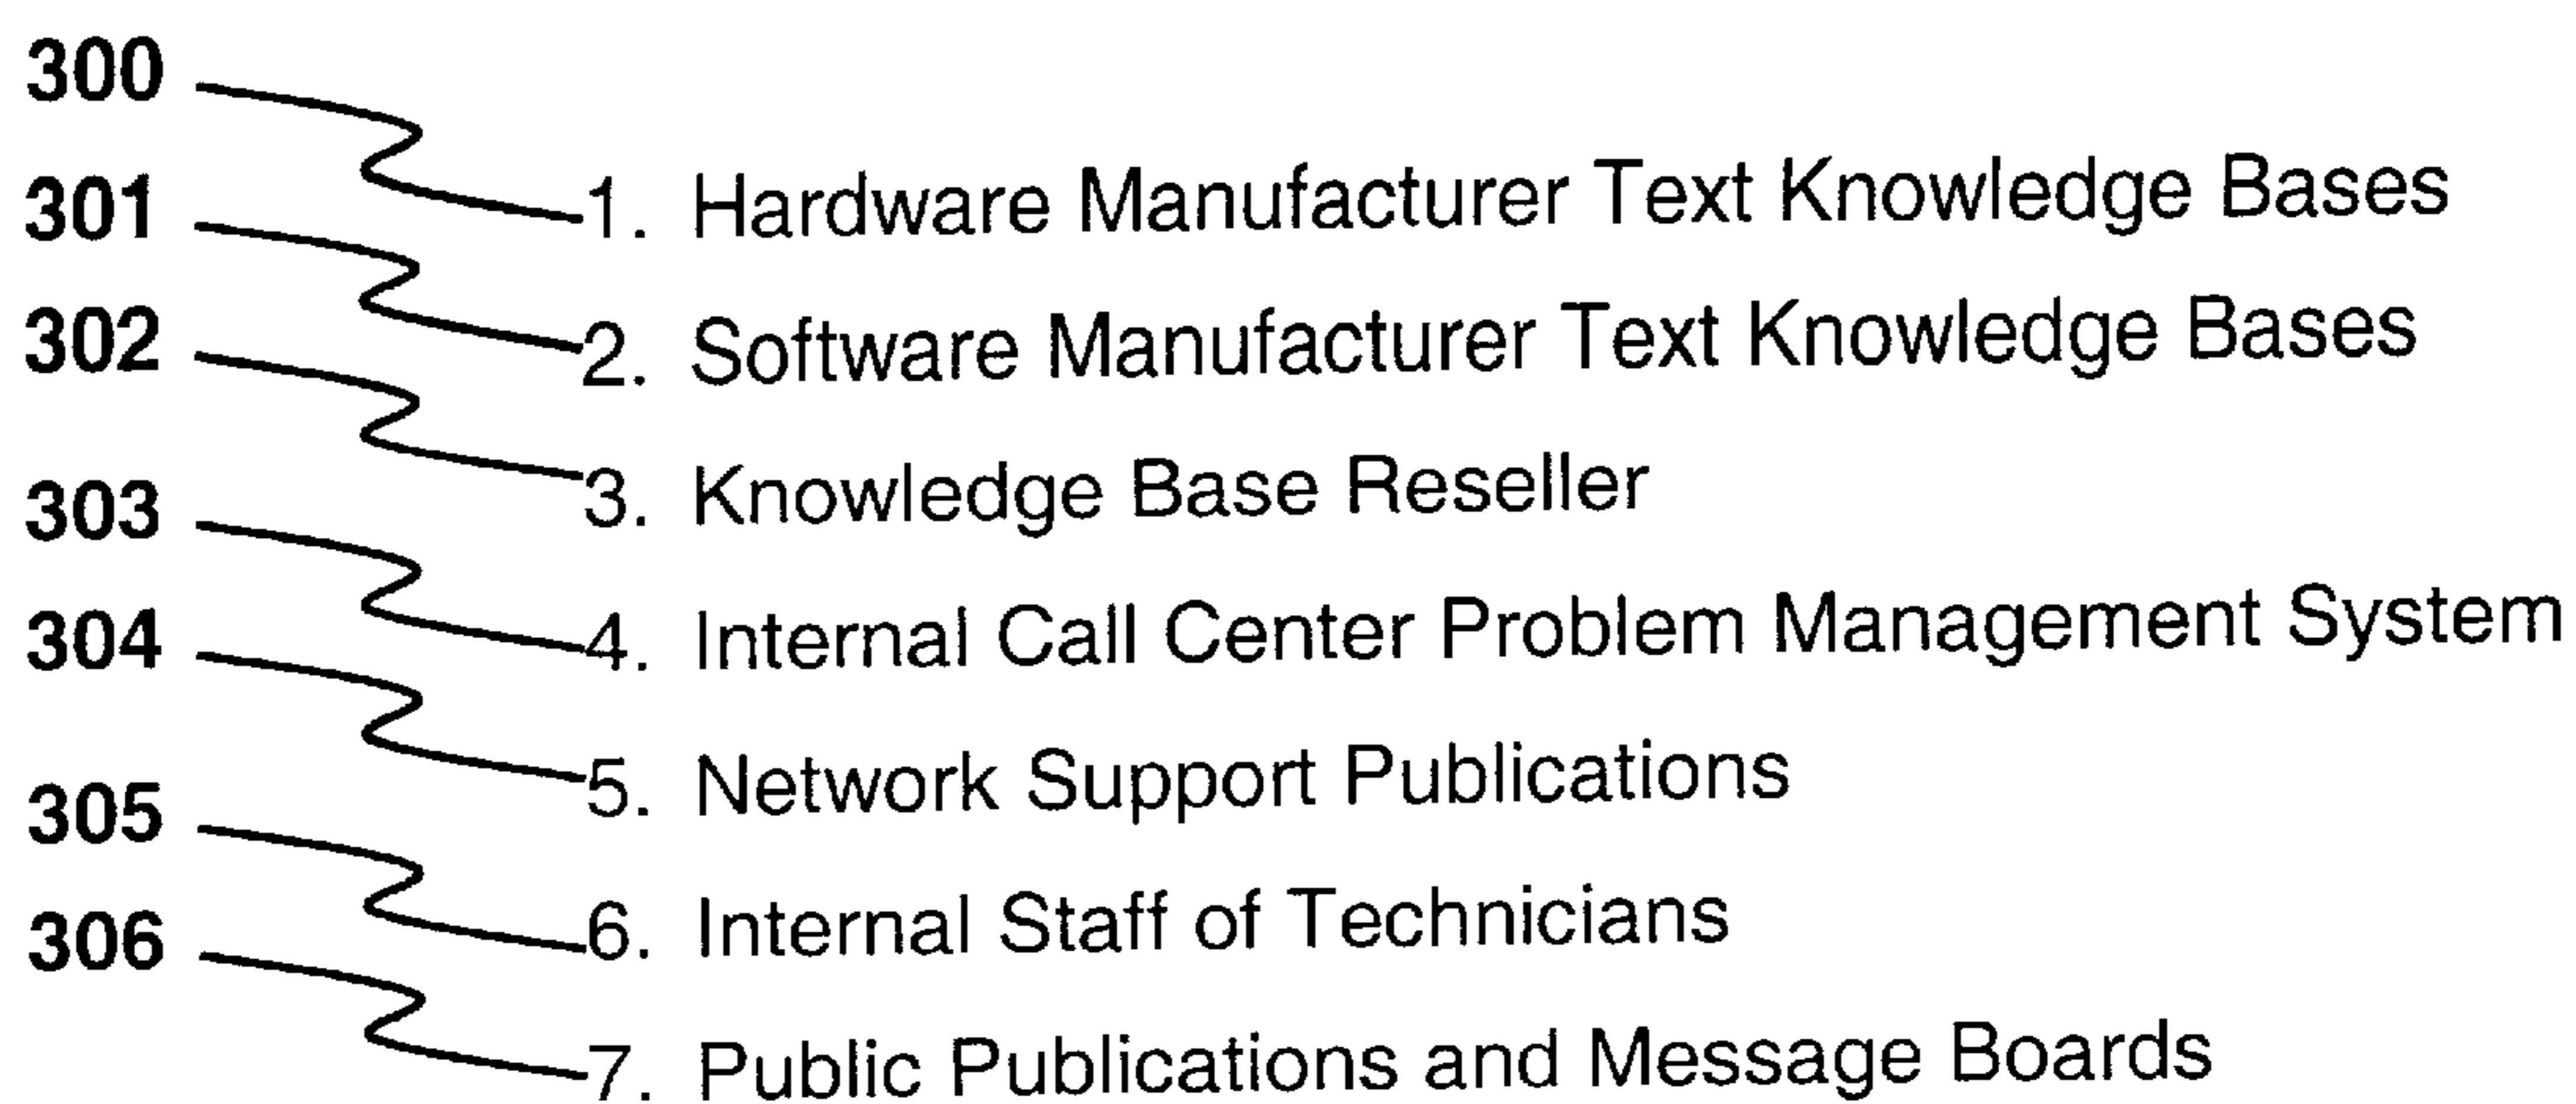 300
1. Hardware Manufacturer Text Knowledge Bases
301
2. Software Manufacturer Text Knowledge Bases
302
3. Knowledge Base Reseller
303
4. Internal Call Center Problem Management System
304
5. Network Support Publications
305
6. Internal Staff of Technicians
306
7. Public Publications and Message Boards